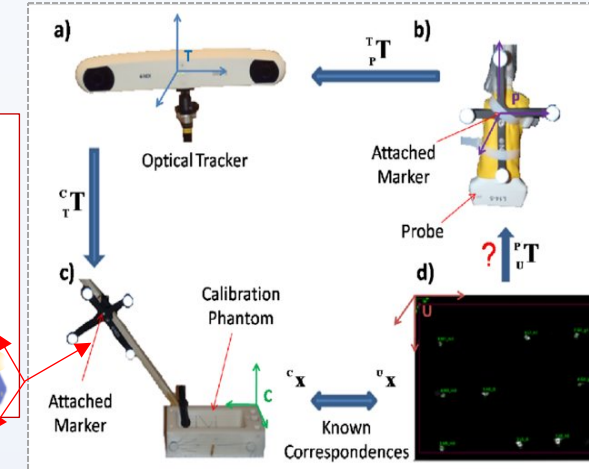 a)
T
Optical Tracker
T P T
b)
P
Attached
Marker
Probe
C T T
c)
Calibration
Phantom
C
Attached
Marker
C x
U x
Known
Correspondences
? P U T
d)
U